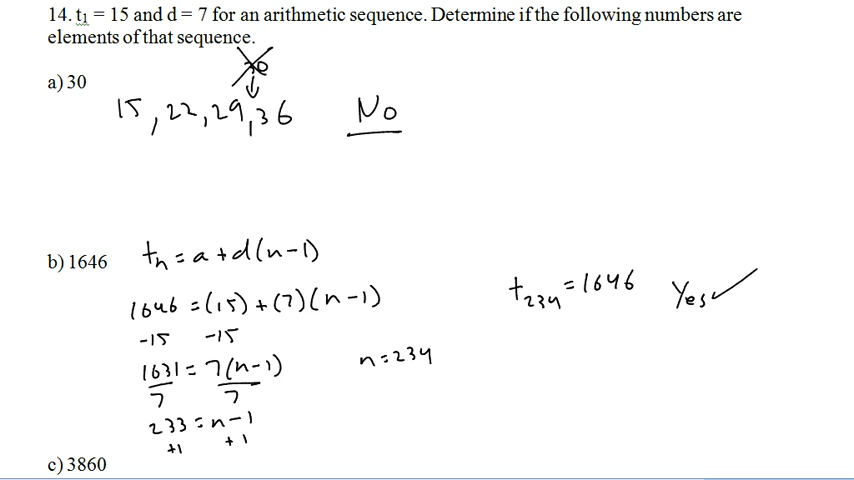 14. t₁ = 15 and d = 7 for an arithmetic sequence. Determine if the following numbers are
elements of that sequence.
30
a) 30
15, 22, 29, 36 No
b) 1646
tₙ = a + d(n-1)
1646 = (15) + (7)(n-1)
-15 -15
1631 = 7(n-1)
7 7
233 = n-1
+1 +1
n = 234
t₂₃₄ = 1646 Yes ✓
c) 3860